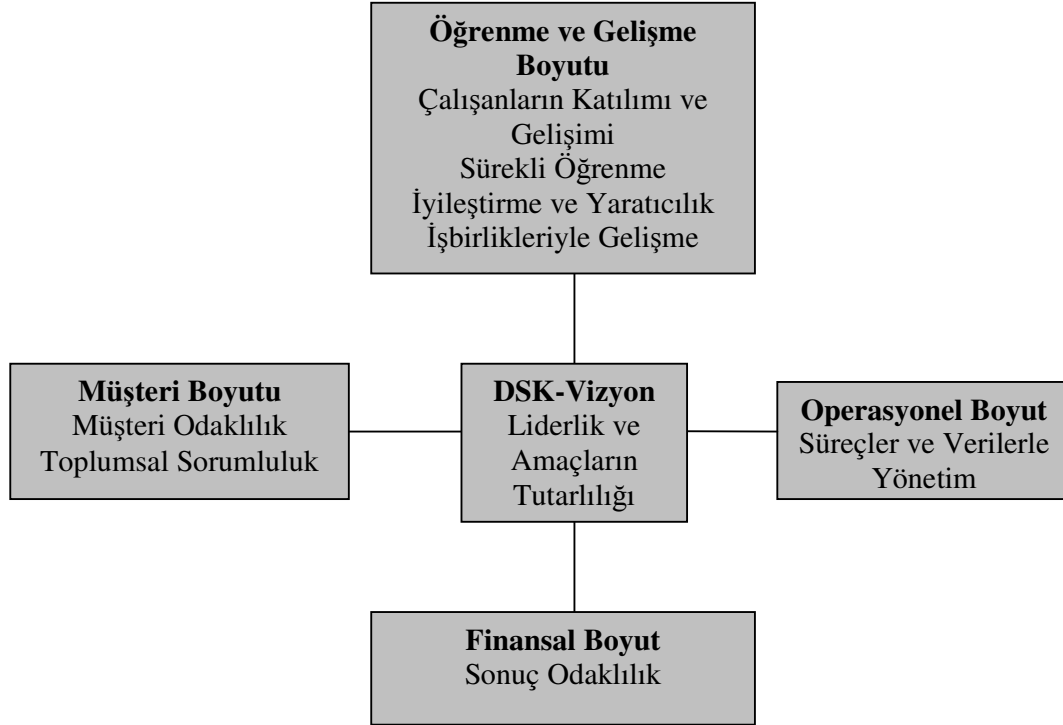 Öğrenme ve Gelişme
Boyutu
Çalışanların Katılımı ve
Gelişimi
Sürekli Öğrenme
İyileştirme ve Yaratıcılık
İşbirlikleriyle Gelişme
Müşteri Boyutu
Müşteri Odaklılık
Toplumsal Sorumluluk
DSK-Vizyon
Liderlik ve
Amaçların
Tutarlılığı
Operasyonel Boyut
Süreçler ve Verilerle
Yönetim
Finansal Boyut
Sonuç Odaklılık